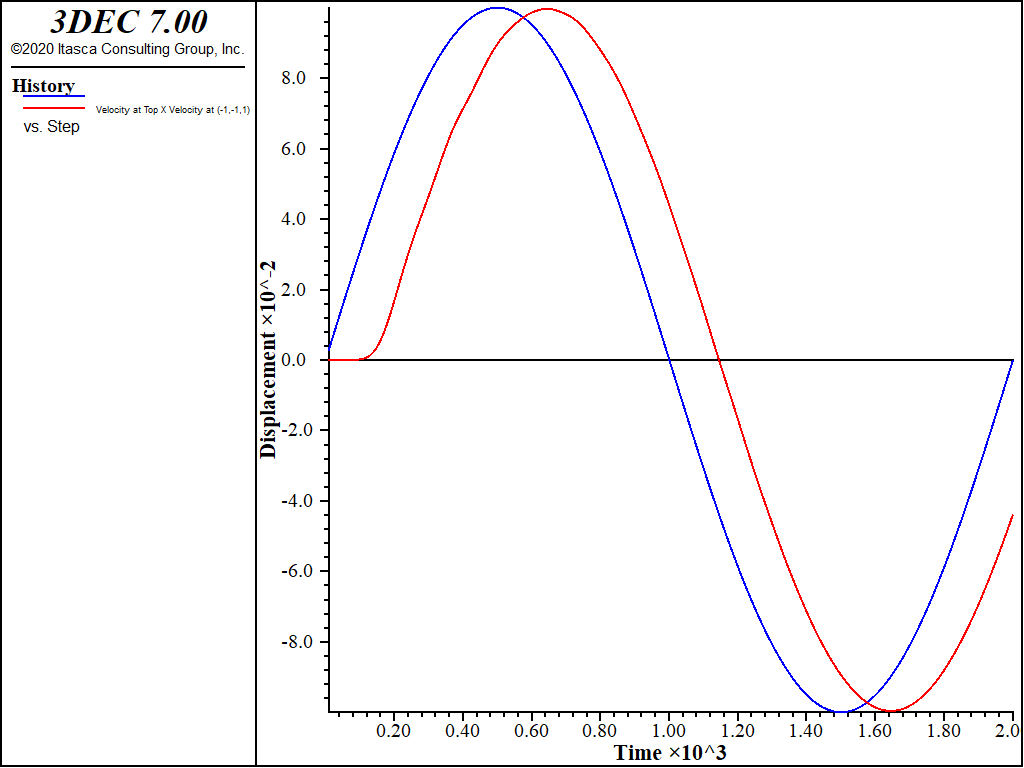 3DEC 7.00
©2020 Itasca Consulting Group, Inc.
History
Velocity at Top X Velocity at (-1,-1,1)
vs. Step
Displacement ×10^-2
8.0
6.0
4.0
2.0
0.0
-2.0
-4.0
-6.0
-8.0
0.20 0.40 0.60 0.80 1.00 1.20 1.40 1.60 1.80 2.0
Time ×10^3